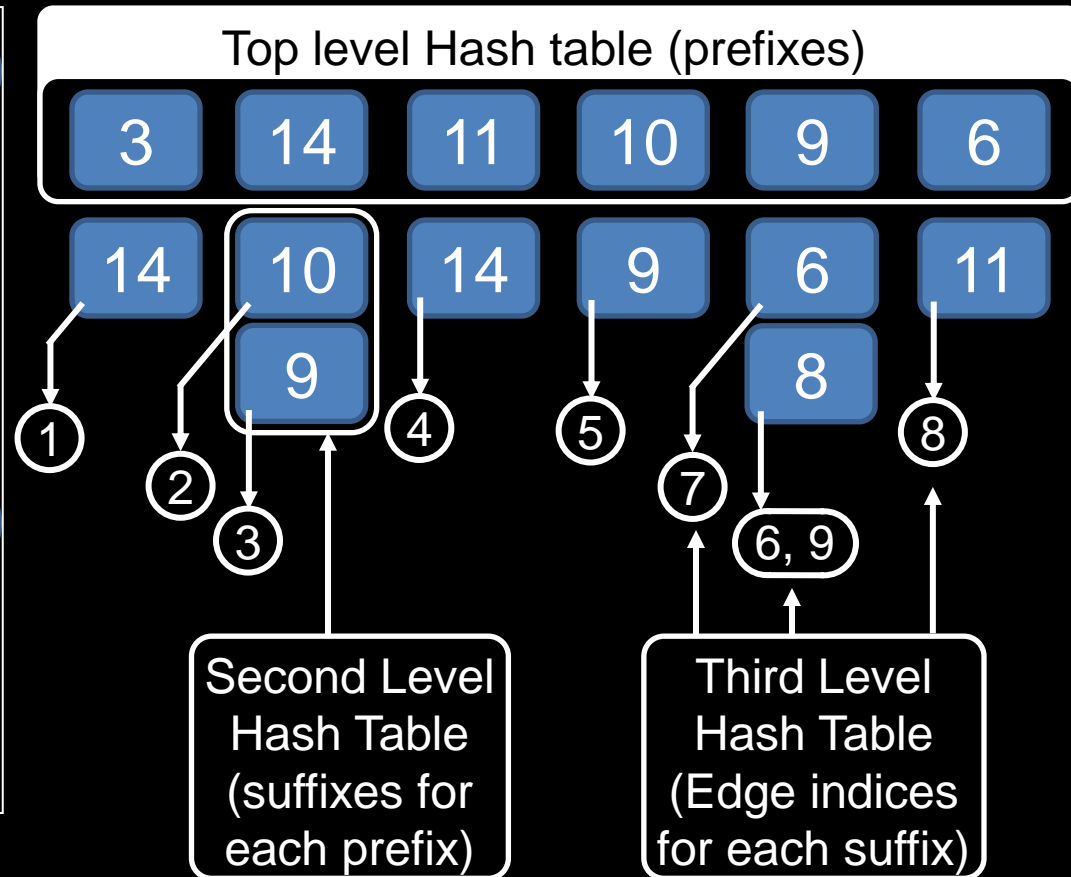 Top level Hash table (prefixes)
3 14 11 10 9 6
14 10 14 9 6 11
9 8
1 4 5 8
2 7
3 6, 9
Second Level
Hash Table
(suffixes for
each prefix)
Third Level
Hash Table
(Edge indices
for each suffix)